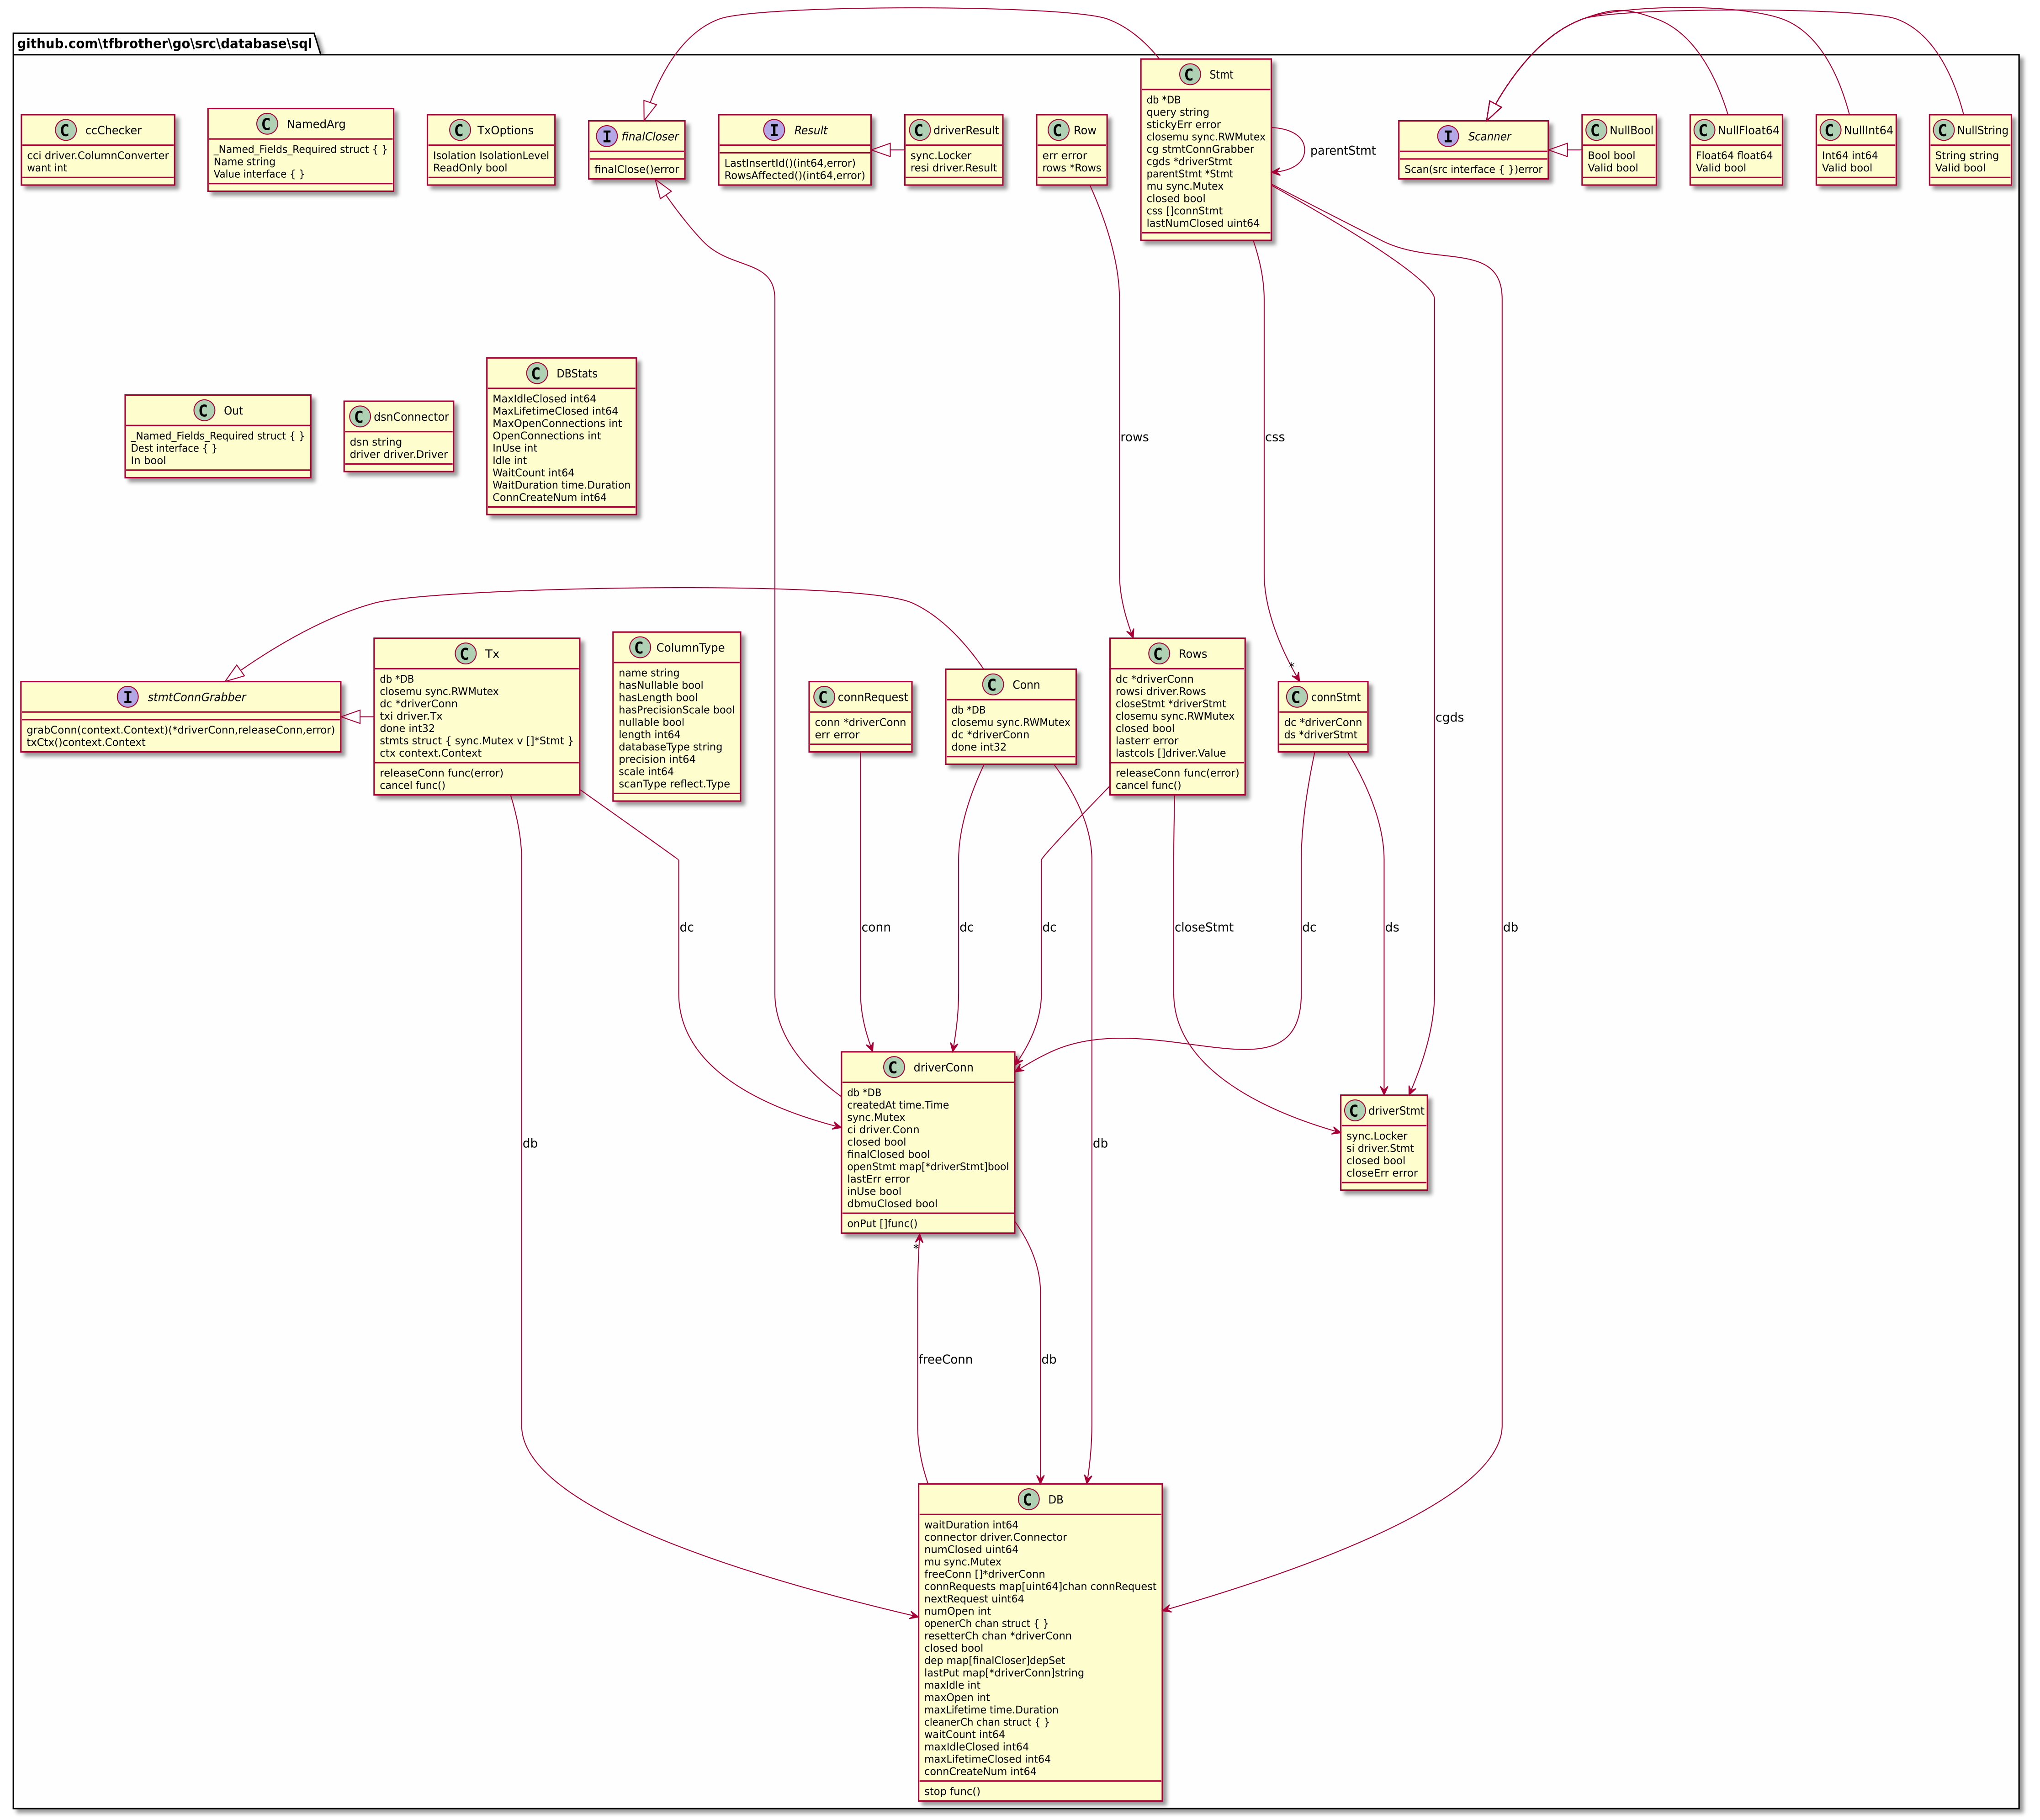 github.com\tfbrother\go\src\database\sql
ccChecker
cci driver.ColumnConverter
want int
NamedArg
_Named_Fields_Required struct { }
Name string
Value interface { }
TxOptions
Isolation IsolationLevel
ReadOnly bool
finalCloser
finalClose()error
Result
LastInsertId()(int64,error)
RowsAffected()(int64,error)
driverResult
sync.Locker
resi driver.Result
Row
err error
rows *Rows
Stmt
db *DB
query string
stickyErr error
closemu sync.RWMutex
cg stmtConnGrabber
cgds *driverStmt
parentStmt *Stmt
mu sync.Mutex
closed bool
css []connStmt
lastNumClosed uint64
parentStmt
Scanner
Scan(src interface { })error
NullBool
Bool bool
Valid bool
NullFloat64
Float64 float64
Valid bool
NullInt64
Int64 int64
Valid bool
NullString
String string
Valid bool
Out
_Named_Fields_Required struct { }
Dest interface { }
In bool
dsnConnector
dsn string
driver driver.Driver
DBStats
MaxIdleClosed int64
MaxLifetimeClosed int64
MaxOpenConnections int
OpenConnections int
InUse int
Idle int
WaitCount int64
WaitDuration time.Duration
ConnCreateNum int64
rows
css
*
cgds
stmtConnGrabber
grabConn(context.Context)(*driverConn,releaseConn,error)
txCtx()context.Context
Tx
db *DB
closemu sync.RWMutex
dc *driverConn
txi driver.Tx
done int32
stmts struct { sync.Mutex v []*Stmt }
ctx context.Context
releaseConn func(error)
cancel func()
ColumnType
name string
hasNullable bool
hasLength bool
hasPrecisionScale bool
nullable bool
length int64
databaseType string
precision int64
scale int64
scanType reflect.Type
connRequest
conn *driverConn
err error
Conn
db *DB
closemu sync.RWMutex
dc *driverConn
done int32
Rows
dc *driverConn
rowsi driver.Rows
closeStmt *driverStmt
closemu sync.RWMutex
closed bool
lasterr error
lastcols []driver.Value
releaseConn func(error)
cancel func()
connStmt
dc *driverConn
ds *driverStmt
dc
conn
dc
dc
closeStmt
dc
ds
db
driverConn
db *DB
createdAt time.Time
sync.Mutex
ci driver.Conn
closed bool
finalClosed bool
openStmt map[*driverStmt]bool
lastErr error
inUse bool
dbmuClosed bool
onPut []func()
driverStmt
sync.Locker
si driver.Stmt
closed bool
closeErr error
db
db
*
freeConn
db
DB
waitDuration int64
connector driver.Connector
numClosed uint64
mu sync.Mutex
freeConn []*driverConn
connRequests map[uint64]chan connRequest
nextRequest uint64
numOpen int
openerCh chan struct { }
resetterCh chan *driverConn
closed bool
dep map[finalCloser]depSet
lastPut map[*driverConn]string
maxIdle int
maxOpen int
maxLifetime time.Duration
cleanerCh chan struct { }
waitCount int64
maxIdleClosed int64
maxLifetimeClosed int64
connCreateNum int64
stop func()